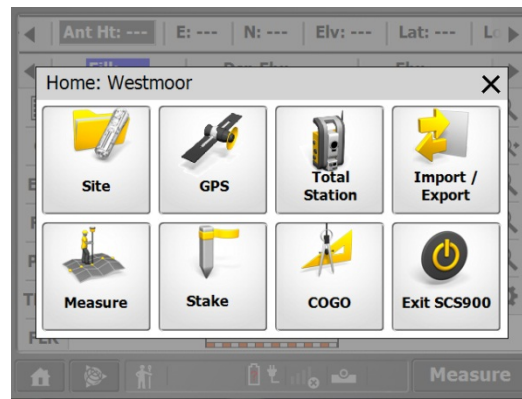 Ant Ht: --- E: --- N: --- Elv: --- Lat: ---
Home: Westmoor
Site GPS Total Station Import / Export
Measure Stake COGO Exit SCS900
Measure